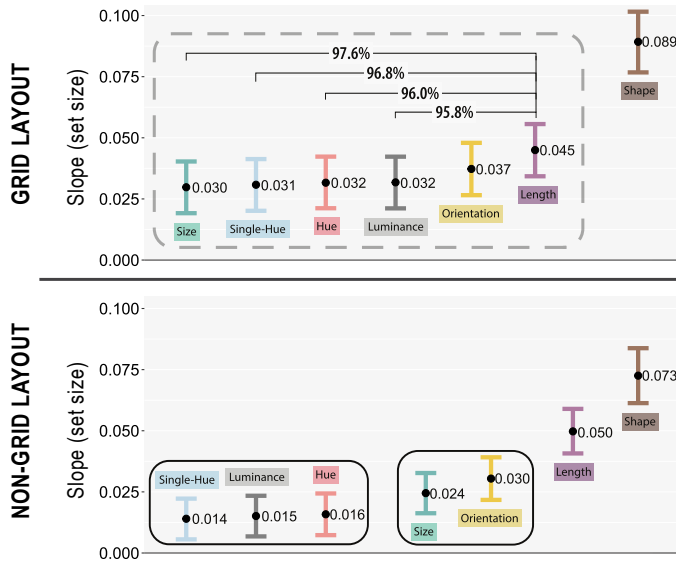 GRID LAYOUT
Slope (set size)
0.100
0.075
0.050
0.025
0.000
97.6%
96.8%
96.0%
95.8%
0.030
0.031
0.032
0.032
0.037
0.045
0.089
Size
Single-Hue
Hue
Luminance
Orientation
Length
Shape
NON-GRID LAYOUT
Slope (set size)
0.100
0.075
0.050
0.025
0.000
Single-Hue
Luminance
Hue
0.014
0.015
0.016
0.024
0.030
0.050
0.073
Size
Orientation
Length
Shape